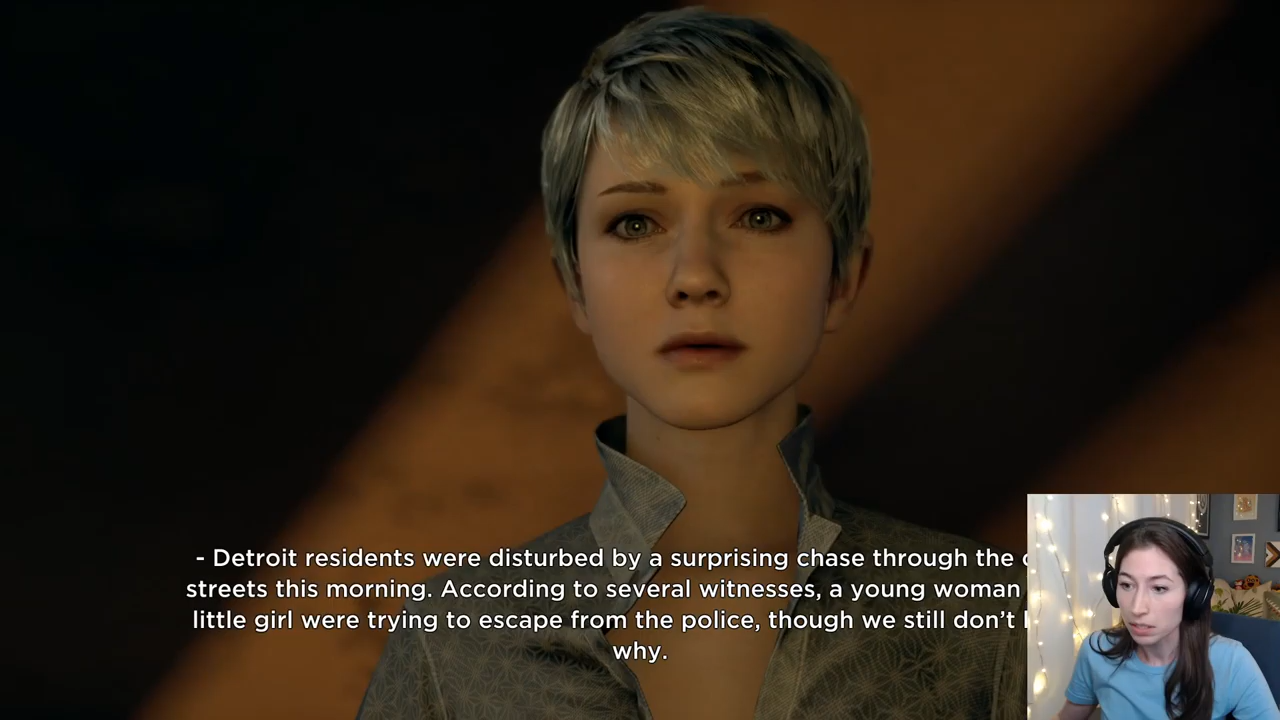 - Detroit residents were disturbed by a surprising chase through the
streets this morning. According to several witnesses, a young woman
little girl were trying to escape from the police, though we still don't
why.